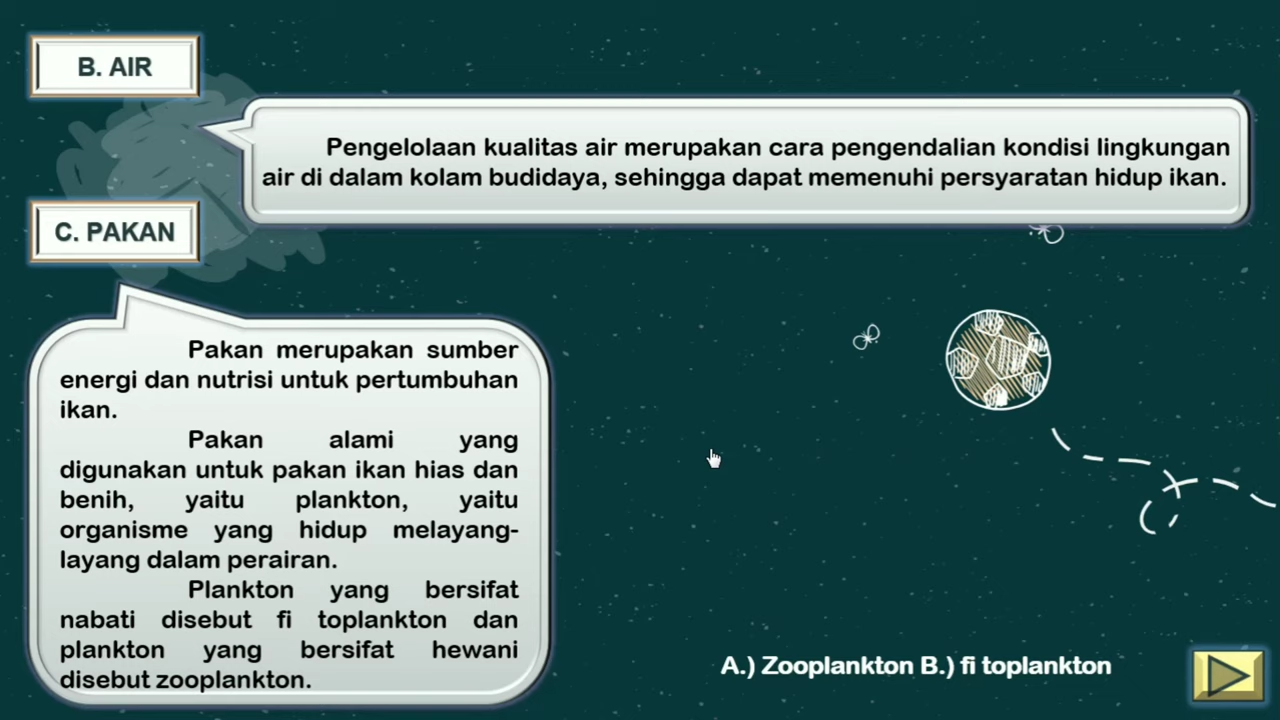 B. AIR
Pengelolaan kualitas air merupakan cara pengendalian kondisi lingkungan
air di dalam kolam budidaya, sehingga dapat memenuhi persyaratan hidup ikan.
C. PAKAN
Pakan merupakan sumber
energi dan nutrisi untuk pertumbuhan
ikan.
Pakan alami yang
digunakan untuk pakan ikan hias dan
benih, yaitu plankton, yaitu
organisme yang hidup melayang-
layang dalam perairan.
Plankton yang bersifat
nabati disebut fi toplankton dan
plankton yang bersifat hewani
disebut zooplankton.
A.) Zooplankton B.) fi toplankton